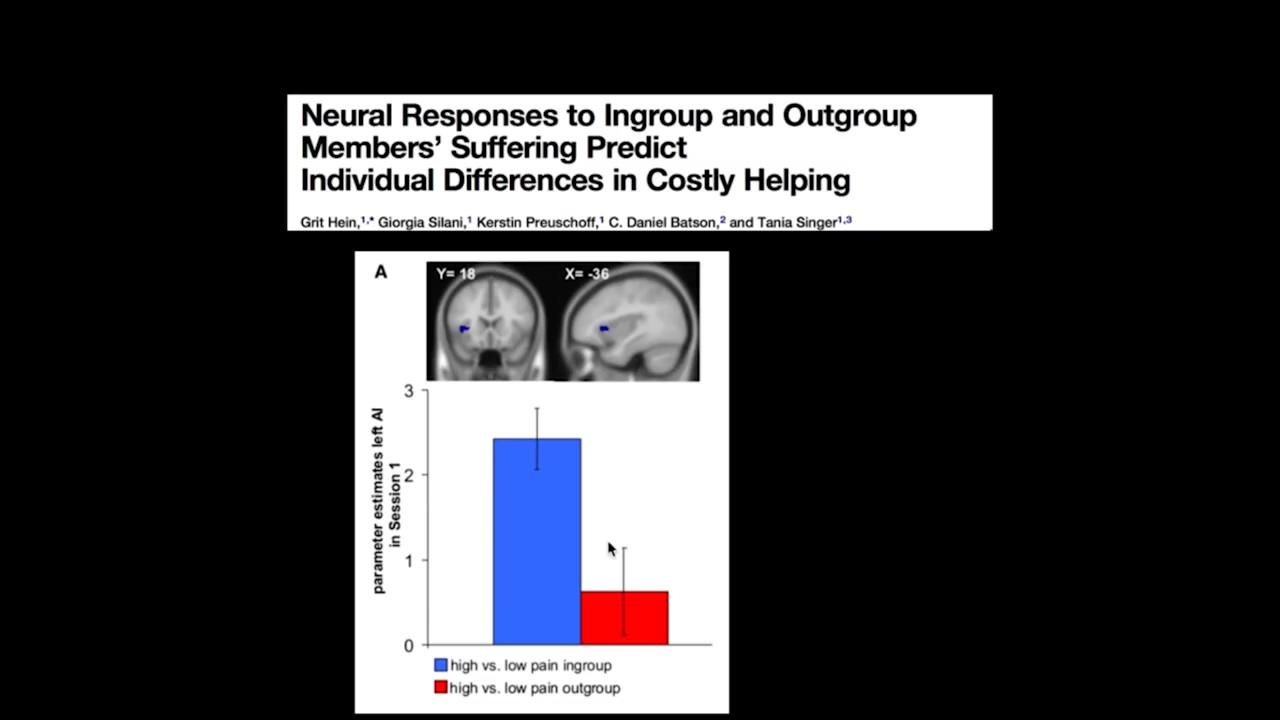 Neural Responses to Ingroup and Outgroup
Members’ Suffering Predict
Individual Differences in Costly Helping
Grit Hein,1,* Giorgia Silani,1 Kerstin Preuschoff,1 C. Daniel Batson,2 and Tania Singer1,3
A
Y= 18
X= -36
parameter estimates left AI
in Session 1
3
2
1
0
high vs. low pain ingroup
high vs. low pain outgroup